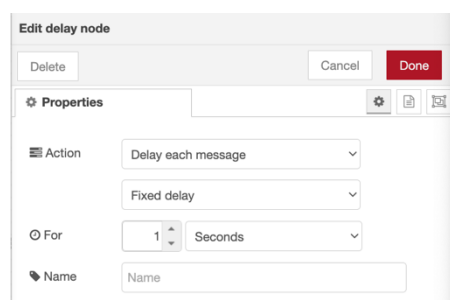 Edit delay node
Delete Cancel Done
Properties
Action Delay each message
Fixed delay
For 1 Seconds
Name Name